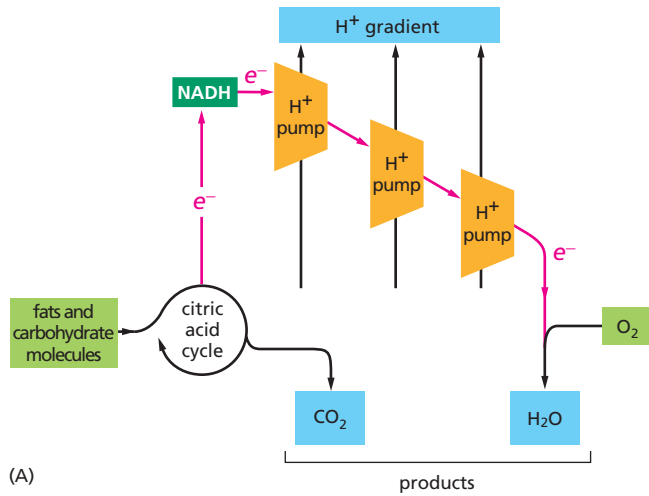 H⁺ gradient
e⁻
NADH
H⁺
pump
H⁺
pump
H⁺
pump
e⁻
e⁻
fats and
carbohydrate
molecules
citric
acid
cycle
O₂
CO₂
H₂O
(A)
products